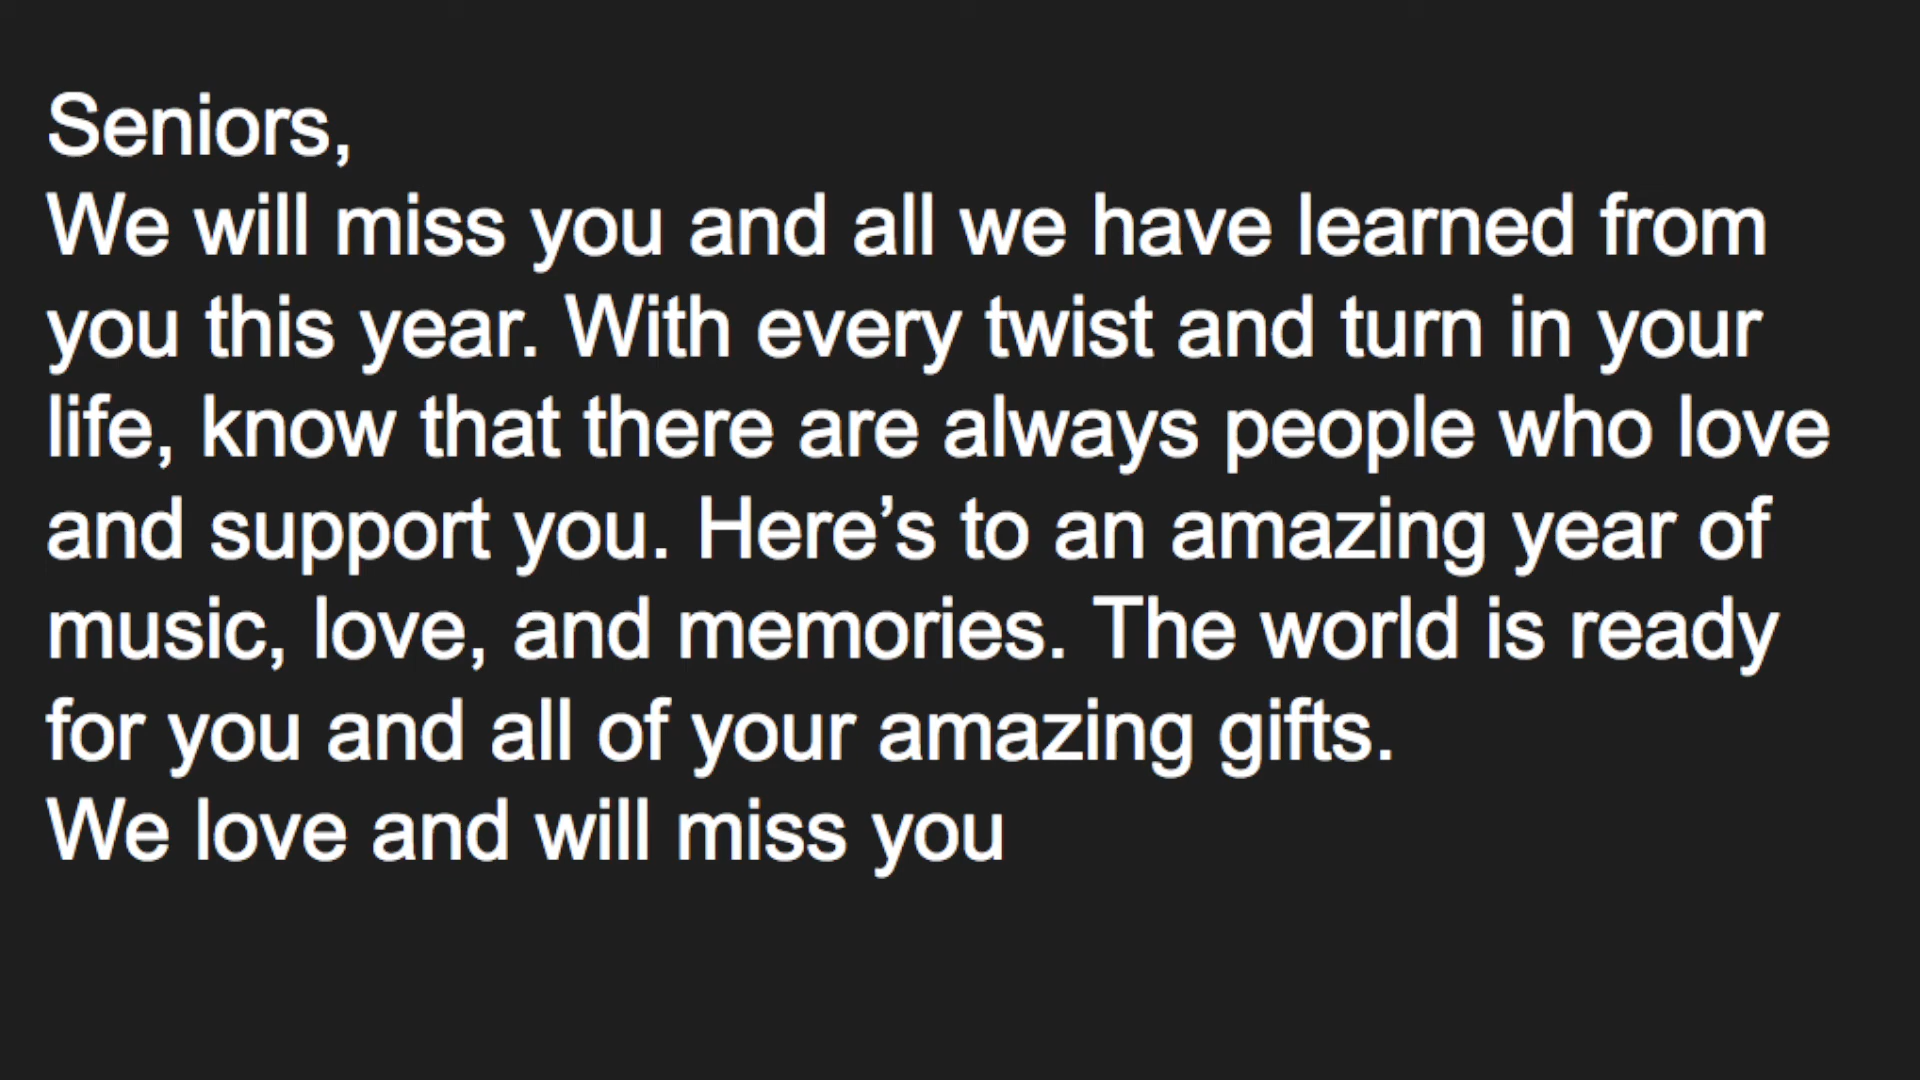 Seniors,
We will miss you and all we have learned from
you this year. With every twist and turn in your
life, know that there are always people who love
and support you. Here’s to an amazing year of
music, love, and memories. The world is ready
for you and all of your amazing gifts.
We love and will miss you